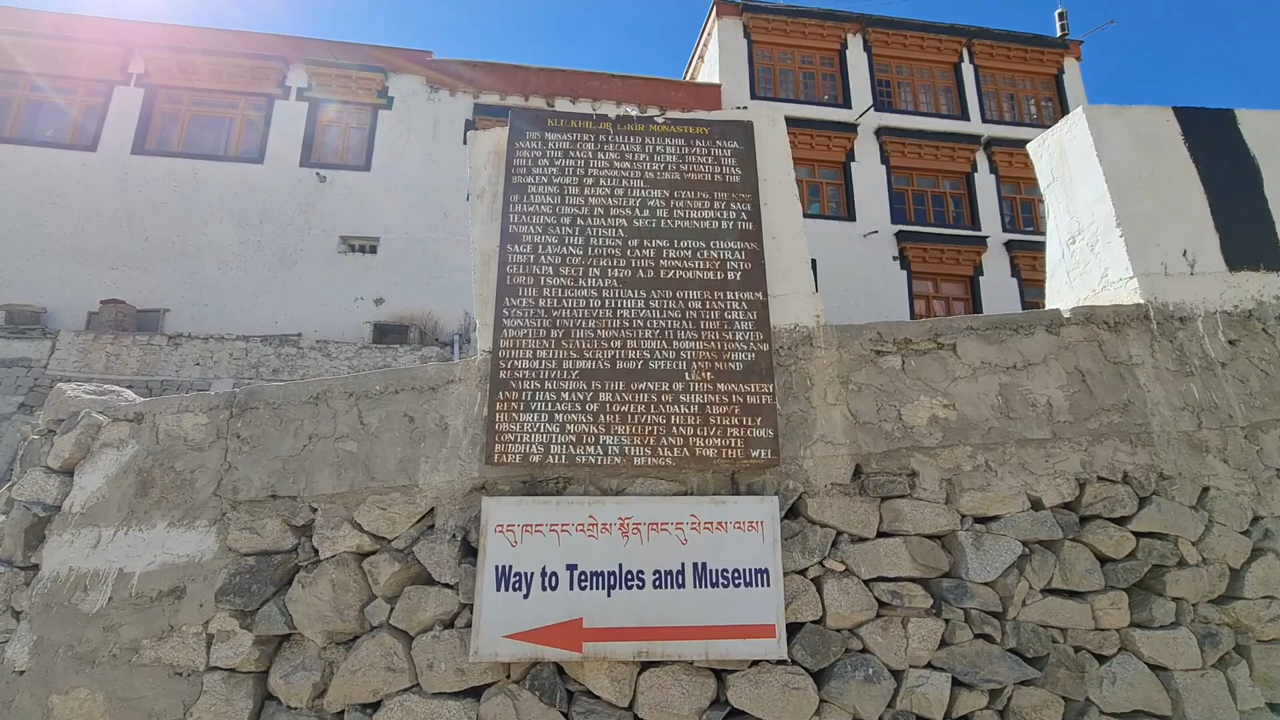 KLU.KHIL.OR LIKIR MONASTERY
THIS MONASTERY IS CALLED KLU.KHIL (KLU.NAGA-
SNAKE, KHIL, COIL) BECAUSE IT IS BELIEVED THAT
JOKPO THE NAGA KING SLEPT HERE. HENCE, THE
HILL ON WHICH THIS MONASTERY IS SITUATED HAS
COIL SHAPE. IT IS PRONOUNCED AS LIKIR WHICH IS THE
BROKEN WORD OF KLU.KHIL.
DURING THE REIGN OF LHACHEN GYALPO, THE KING
OF LADAKH THIS MONASTERY WAS FOUNDED BY SAGE
LHAWANG CHOSJE IN 1088 A.D. HE INTRODUCED A
TEACHING OF KADAMPA SECT EXPOUNDED BY THE
INDIAN SAINT ATISHA.
DURING THE REIGN OF KING LOTOS CHOGDAN,
SAGE LAWANG LOTOS CAME FROM CENTRAL
TIBET AND CONVERTED THIS MONASTERY INTO
GELUKPA SECT IN 1470 A.D. EXPOUNDED BY
LORD TSONG.KHAPA.
THE RELIGIOUS RITUALS AND OTHER PERFORM.
ANCES RELATED TO EITHER SUTRA OR TANTRA
SYSTEM, WHATEVER PREVAILING IN THE GREAT
MONASTIC UNIVERSITIES IN CENTRAL TIBET, ARE
ADOPTED BY THIS MONASTERY. IT HAS PRESERVED
DIFFERENT STATUES OF BUDDHA, BODHISATVAS AND
OTHER DEITIES. SCRIPTURES AND STUPAS WHICH
SYMBOLISE BUDDHA'S BODY SPEECH AND MIND
RESPECTIVELY.
NARIS KUSHOK IS THE OWNER OF THIS MONASTERY
AND IT HAS MANY BRANCHES OF SHRINES IN DIFFE.
RENT VILLAGES OF LOWER LADAKH. ABOVE
HUNDRED MONKS ARE LIVING HERE STRICTLY
OBSERVING MONKS PRECEPTS AND GIVE PRECIOUS
CONTRIBUTION TO PRESERVE AND PROMOTE
BUDDHA'S DHARMA IN THIS AREA FOR THE WEL
FARE OF ALL SENTIENT BEINGS.
འདུ་ཁང་དང་འགྲེམ་སྟོན་ཁང་དུ་ཕེབས་ལམ།
Way to Temples and Museum